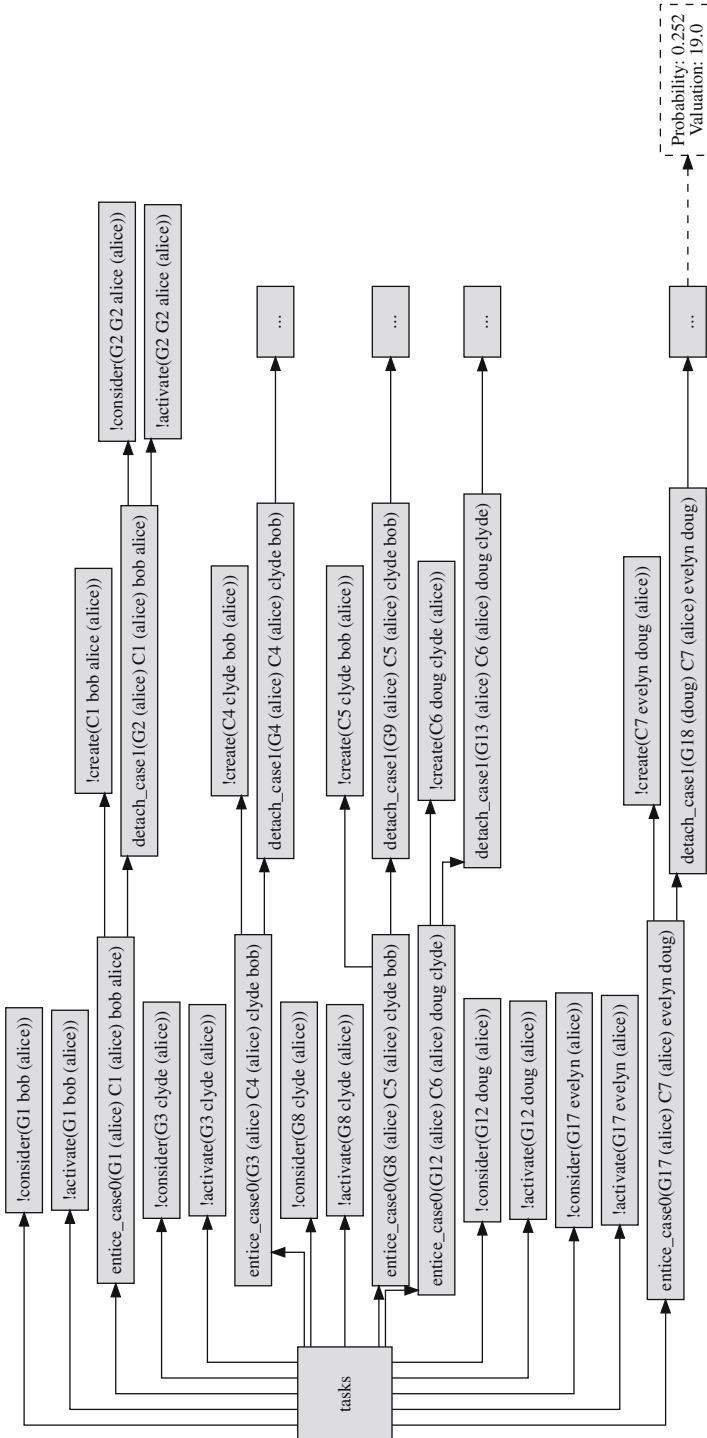 tasks
!consider(G1 bob (alice))
!activate(G1 bob (alice))
entice_case0(G1 (alice) C1 (alice) bob alice)
!create(C1 bob alice (alice))
detach_case1(G2 (alice) C1 (alice) bob alice)
!consider(G2 G2 alice (alice))
!activate(G2 G2 alice (alice))
!consider(G3 clyde (alice))
!activate(G3 clyde (alice))
entice_case0(G3 (alice) C4 (alice) clyde bob)
!create(C4 clyde bob (alice))
detach_case1(G4 (alice) C4 (alice) clyde bob)
...
!consider(G8 clyde (alice))
!activate(G8 clyde (alice))
entice_case0(G8 (alice) C5 (alice) clyde bob)
!create(C5 clyde bob (alice))
detach_case1(G9 (alice) C5 (alice) clyde bob)
...
entice_case0(G12 (alice) C6 (alice) doug clyde)
!create(C6 doug clyde (alice))
detach_case1(G13 (alice) C6 (alice) doug clyde)
...
!consider(G12 doug (alice))
!activate(G12 doug (alice))
!consider(G17 evelyn (alice))
!activate(G17 evelyn (alice))
entice_case0(G17 (alice) C7 (alice) evelyn doug)
!create(C7 evelyn doug (alice))
detach_case1(G18 (doug) C7 (alice) evelyn doug)
...
Probability: 0.252
Valuation: 19.0